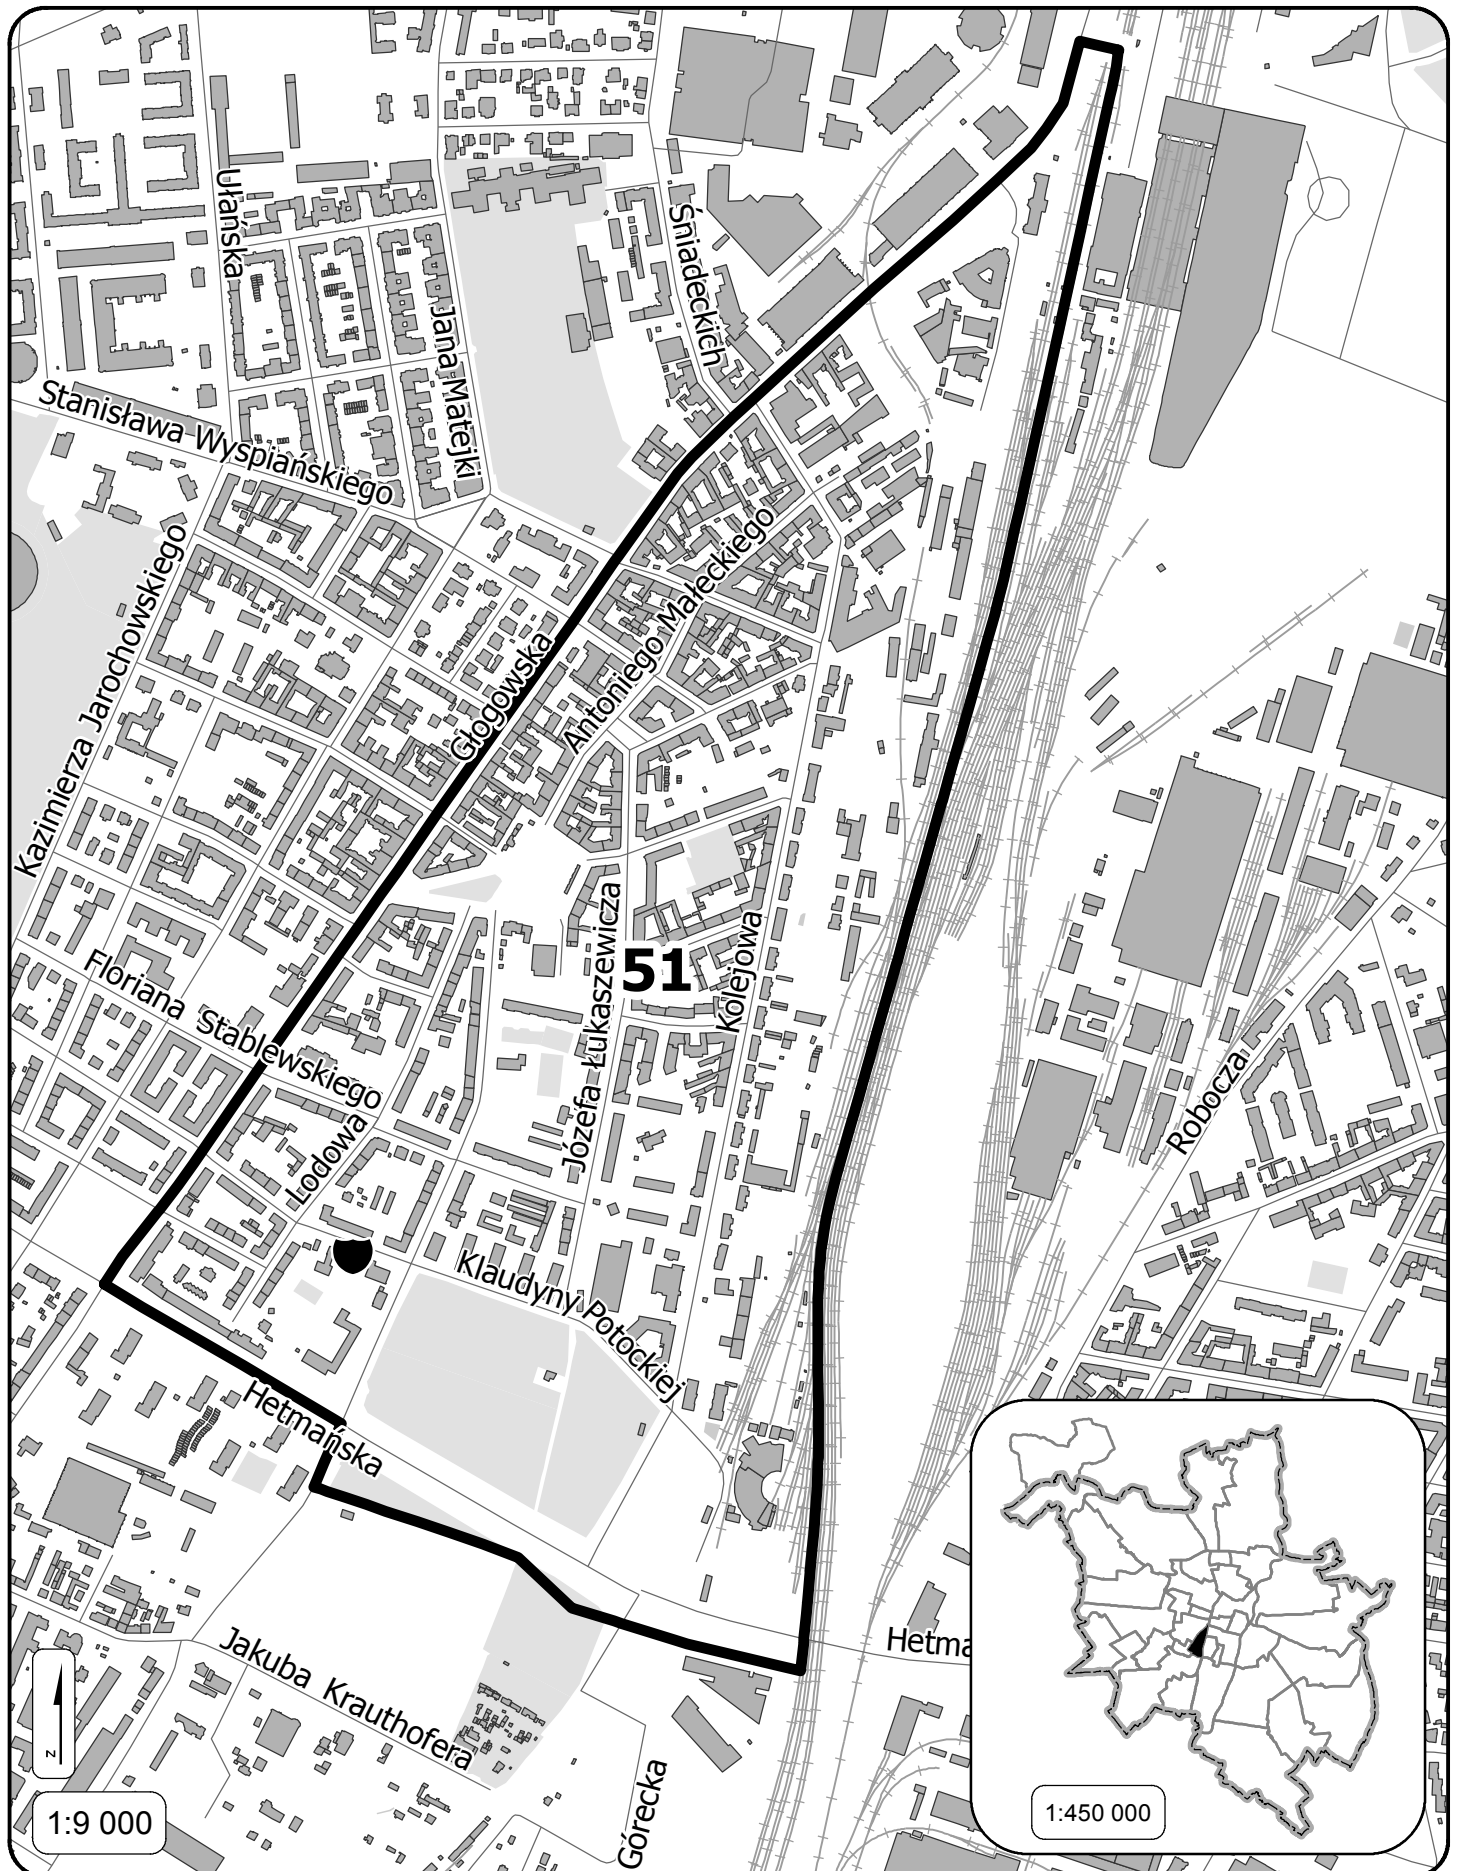 Ułańska
Śniadeckich
Jana Matejki
Stanisława Wyspiańskiego
Kazimierza Jarochowskiego
Antoniego Małeckiego
Głogowska
Józefa Łukaszewicza
51
Kolejowa
Floriana Stablewskiego
Lodowa
Robocza
Klaudyny Potockiej
Hetmańska
Hetma
Jakuba Krauthofera
Górecka
N
1:9 000
1:450 000